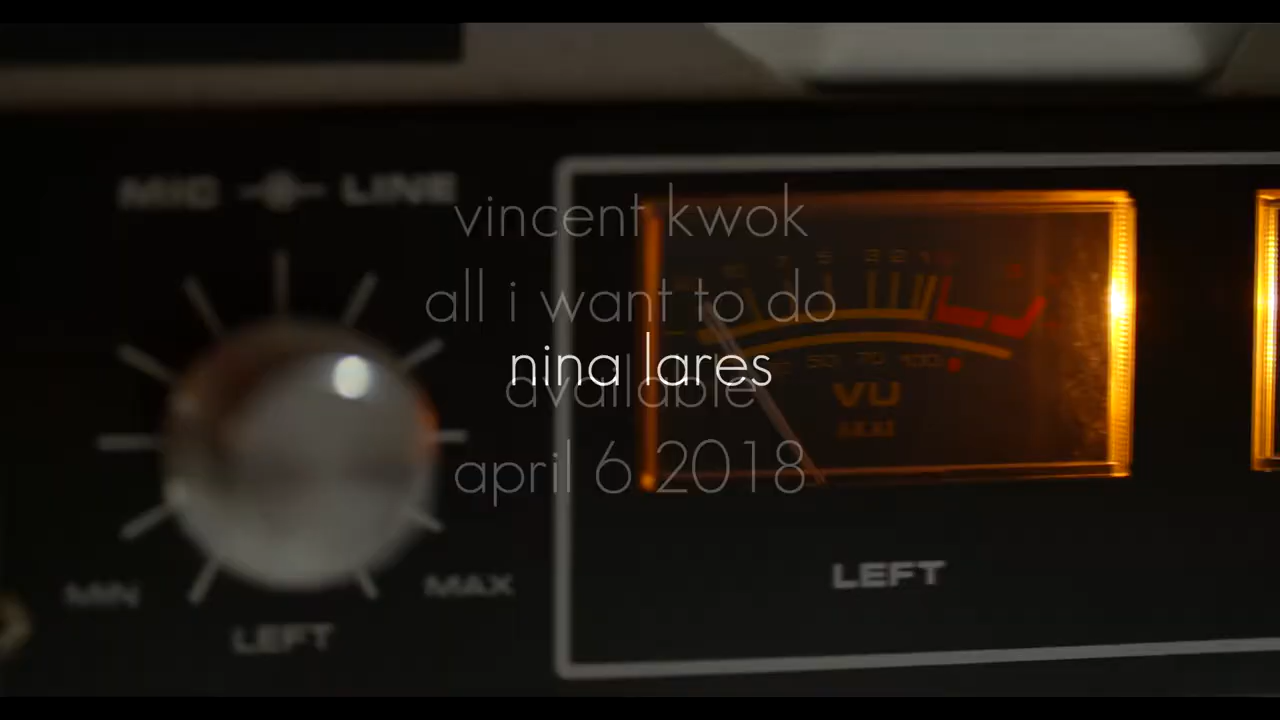 MIC LINE
vincent kwok
all i want to do
nina lares
available
april 6 2018
VU
AKAI
LEFT
MIN
MAX
LEFT